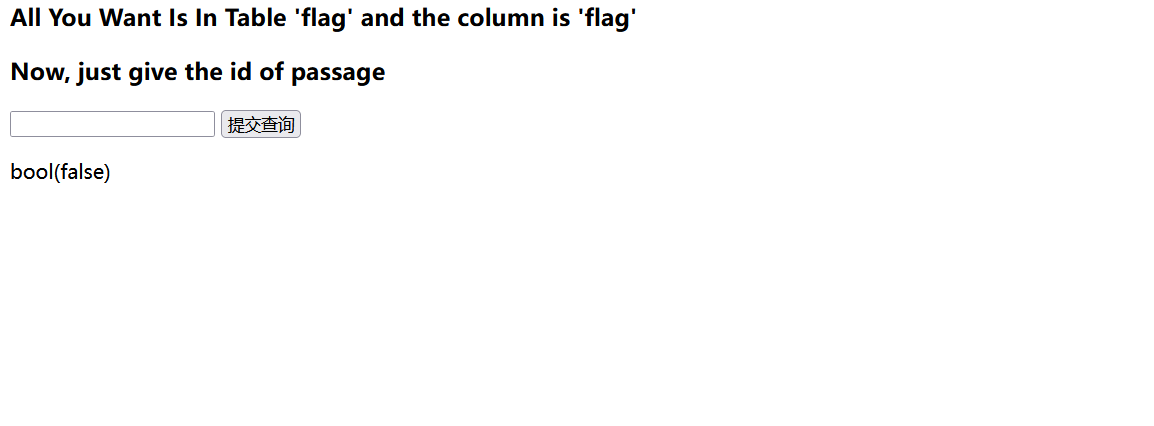 All You Want Is In Table 'flag' and the column is 'flag'
Now, just give the id of passage
提交查询
bool(false)